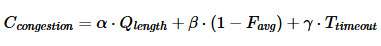 C_congestion = α · Q_length + β · (1 − F_avg) + γ · T_timeout